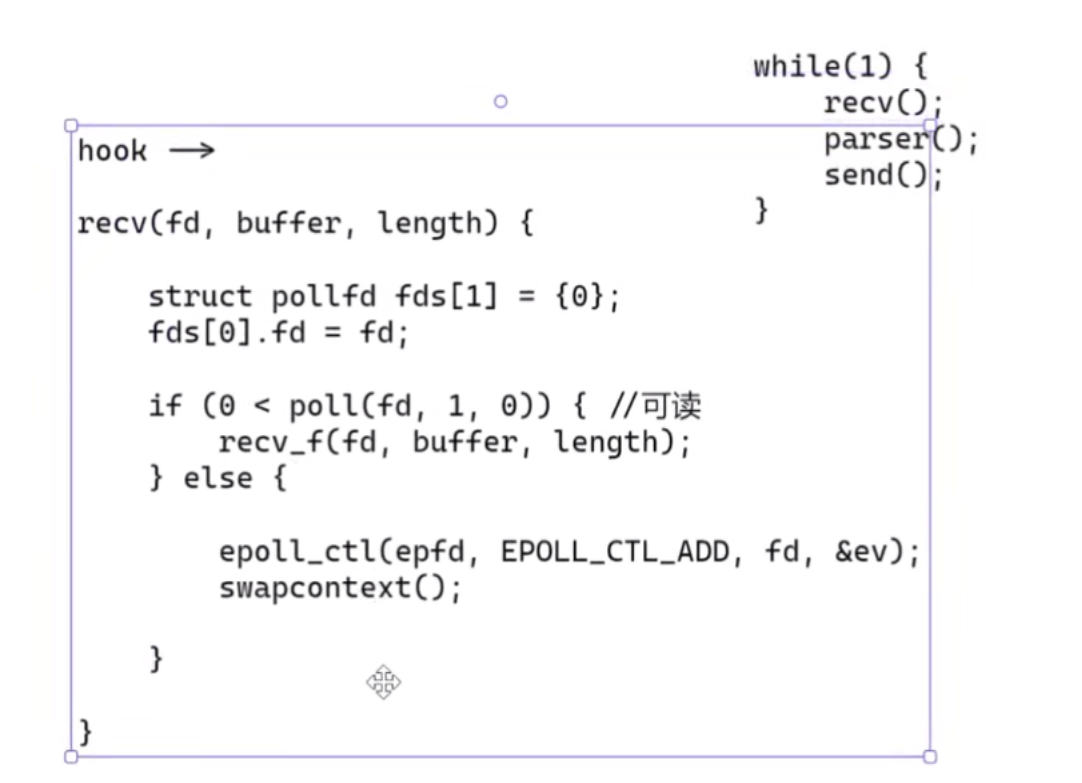 while(1) {
    recv();
    parser();
    send();
}
hook →
recv(fd, buffer, length) {
    struct pollfd fds[1] = {0};
    fds[0].fd = fd;
    if (0 < poll(fd, 1, 0)) { //可读
        recv_f(fd, buffer, length);
    } else {
        epoll_ctl(epfd, EPOLL_CTL_ADD, fd, &ev);
        swapcontext();
    }
}